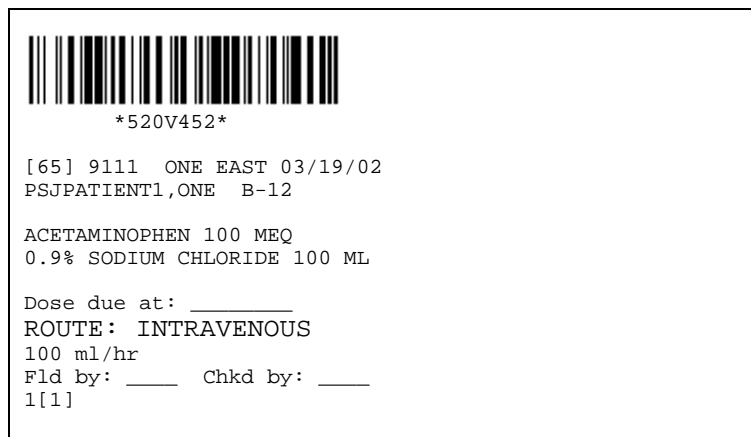 *520V452*
[65] 9111 ONE EAST 03/19/02
PSJPATIENT1,ONE B-12
ACETAMINOPHEN 100 MEQ
0.9% SODIUM CHLORIDE 100 ML
Dose due at: ________
ROUTE: INTRAVENOUS
100 ml/hr
Fld by: ____ Chkd by: ____
1[1]